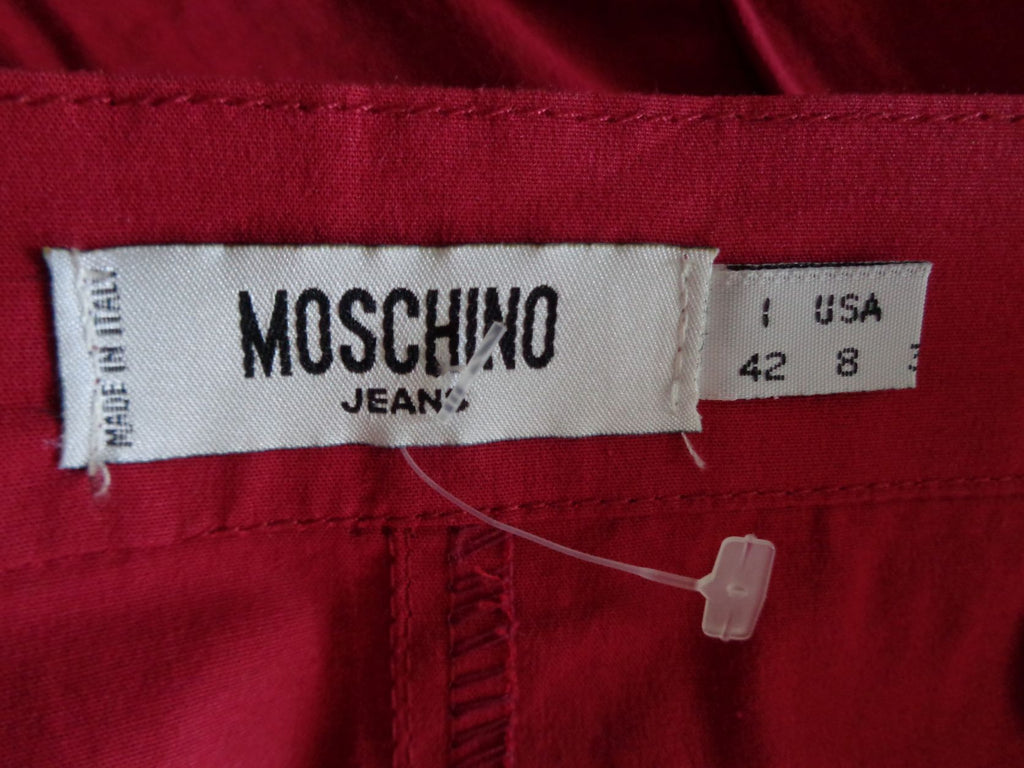 MADE IN ITALY
MOSCHINO
JEANS
I USA
42 8